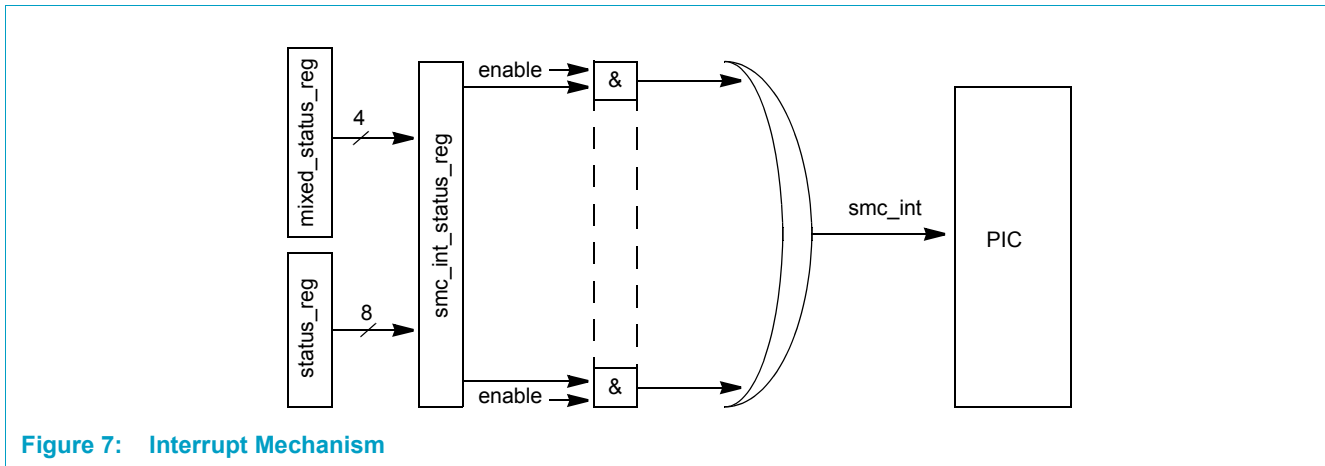 mixed_status_reg
4
status_reg
8
smc_int_status_reg
enable
&
enable
&
smc_int
PIC
Figure 7: Interrupt Mechanism